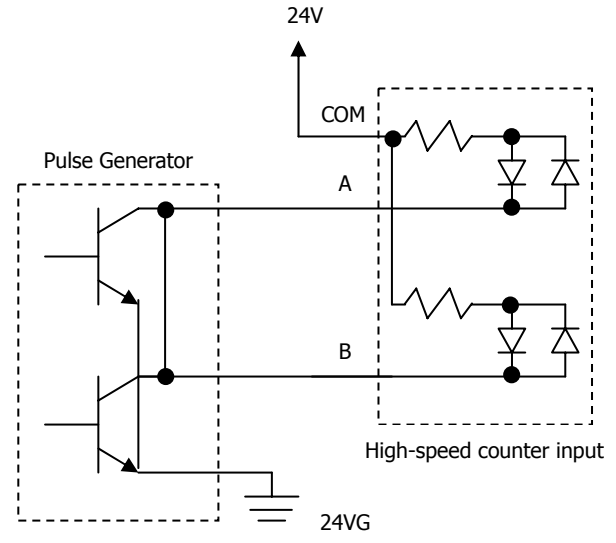 24V
COM
Pulse Generator
A
B
High-speed counter input
24VG